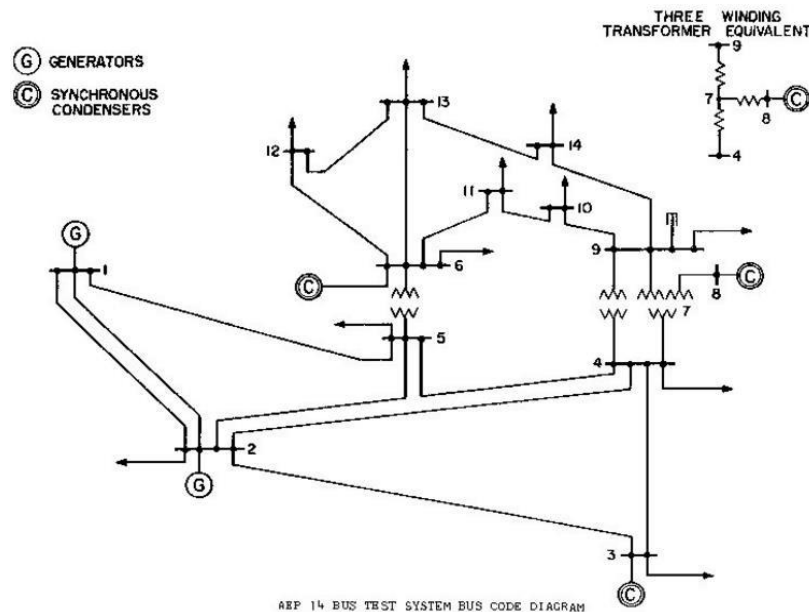 THREE WINDING
TRANSFORMER EQUIVALENT
G GENERATORS
C SYNCHRONOUS
CONDENSERS
9
7
C
8
4
13
14
12
11
10
9
6
C
G
1
C
8
7
5
4
2
G
3
C
AEP 14 BUS TEST SYSTEM BUS CODE DIAGRAM